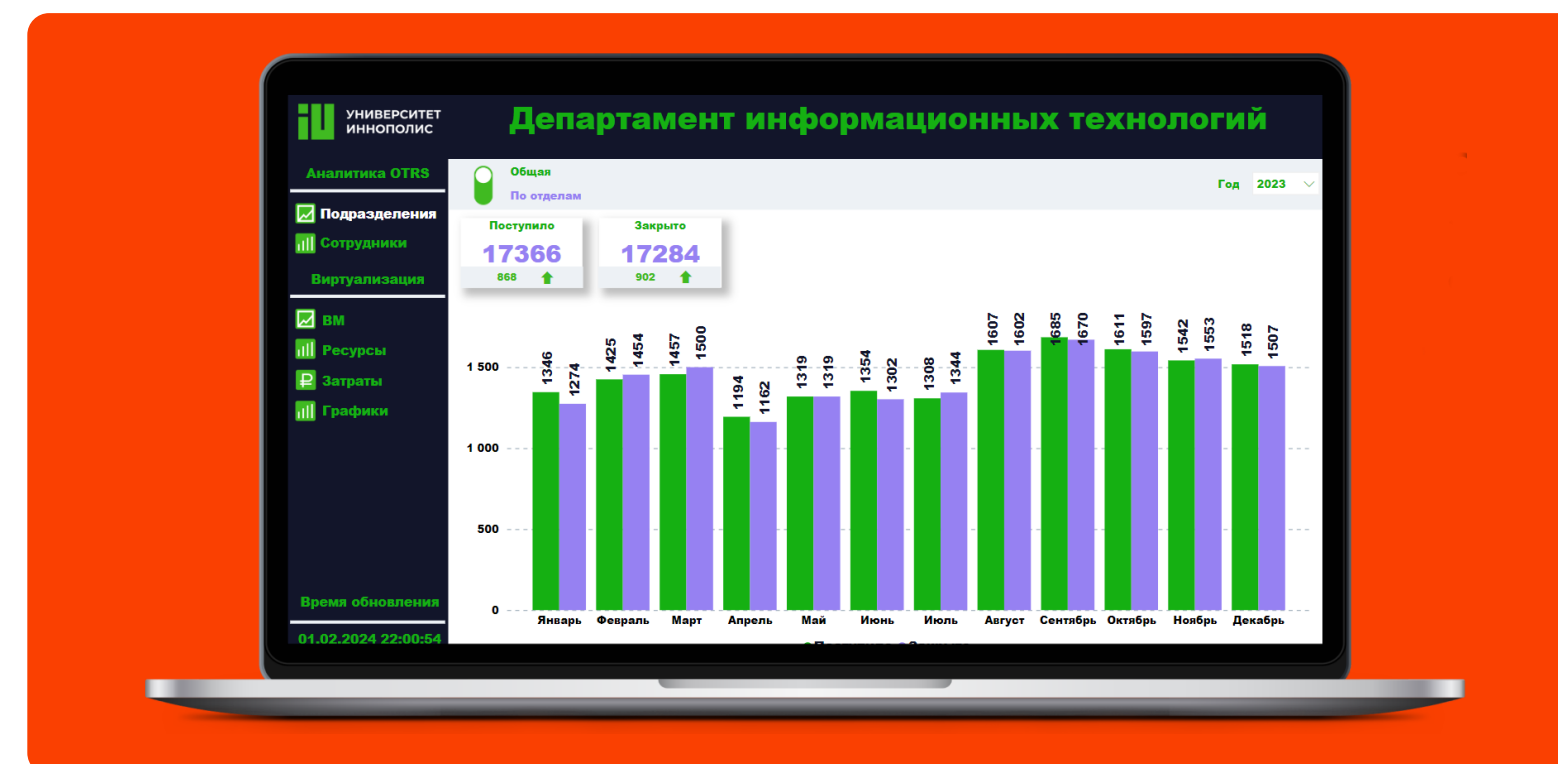 УНИВЕРСИТЕТ
ИННОПОЛИС
Департамент информационных технологий
Аналитика OTRS
Подразделения
Сотрудники
Виртуализация
ВМ
Ресурсы
Затраты
Графики
Время обновления
01.02.2024 22:00:54
Общая
По отделам
Год 2023
Поступило
17366
868
Закрыто
17284
902
1 500
1 000
500
0
1346 1274 1425 1454 1457 1500 1194 1162 1319 1319 1354 1302 1308 1344 1607 1602 1685 1670 1611 1597 1542 1553 1518 1507
Январь Февраль Март Апрель Май Июнь Июль Август Сентябрь Октябрь Ноябрь Декабрь